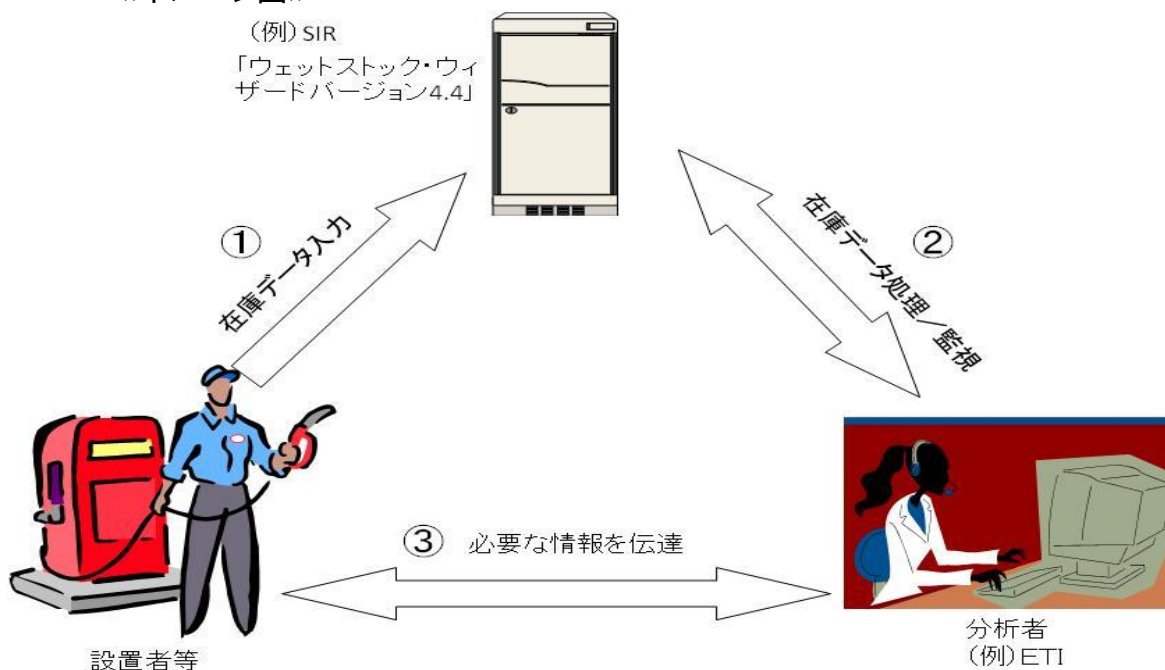 (例) SIR
「ウェットストック・ウィ
ザードバージョン4.4」
①
在庫データ入力
②
在庫データ処理/監視
③ 必要な情報を伝達
設置者等
分析者
(例) ETI